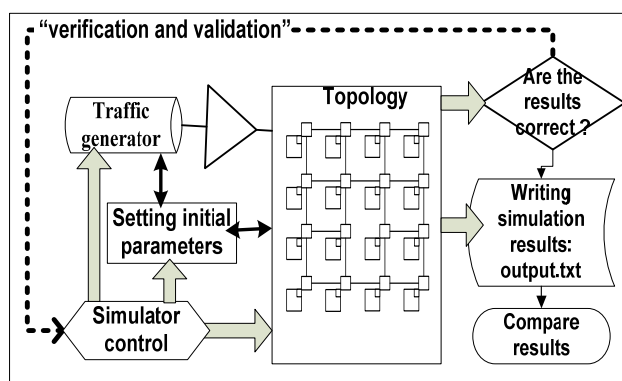 “verification and validation”
Traffic
generator
Setting initial
parameters
Simulator
control
Topology
Are the
results
correct ?
Writing
simulation
results:
output.txt
Compare
results